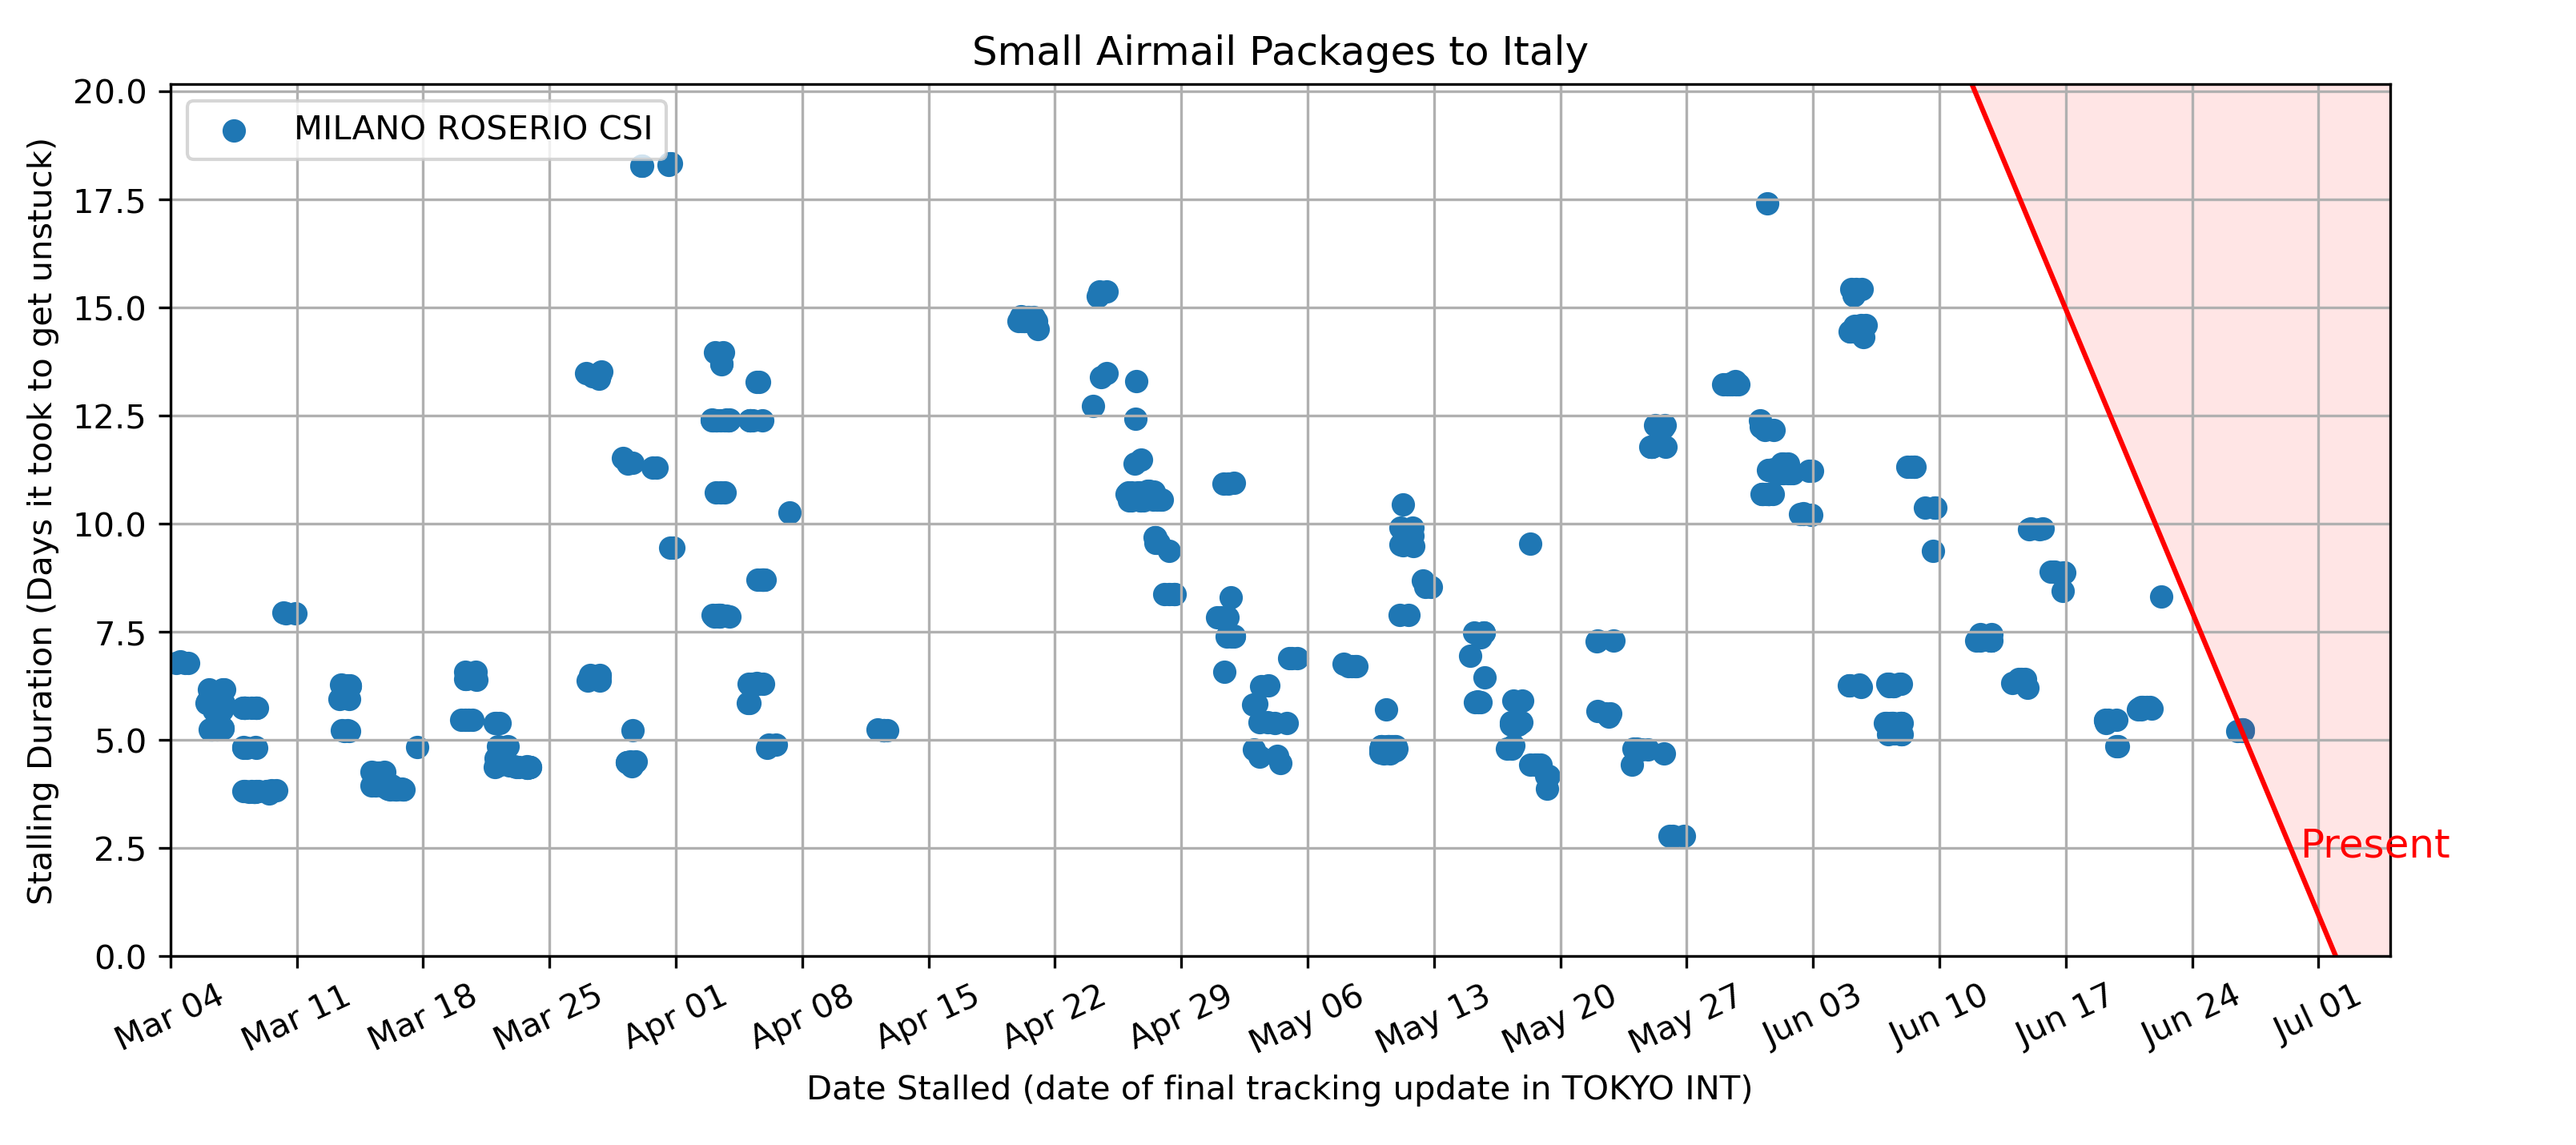 Small Airmail Packages to Italy
MILANO ROSERIO CSI
Stalling Duration (Days it took to get unstuck)
20.0
17.5
15.0
12.5
10.0
7.5
5.0
2.5
0.0
Present
Mar 04
Mar 11
Mar 18
Mar 25
Apr 01
Apr 08
Apr 15
Apr 22
Apr 29
May 06
May 13
May 20
May 27
Jun 03
Jun 10
Jun 17
Jun 24
Jul 01
Date Stalled (date of final tracking update in TOKYO INT)